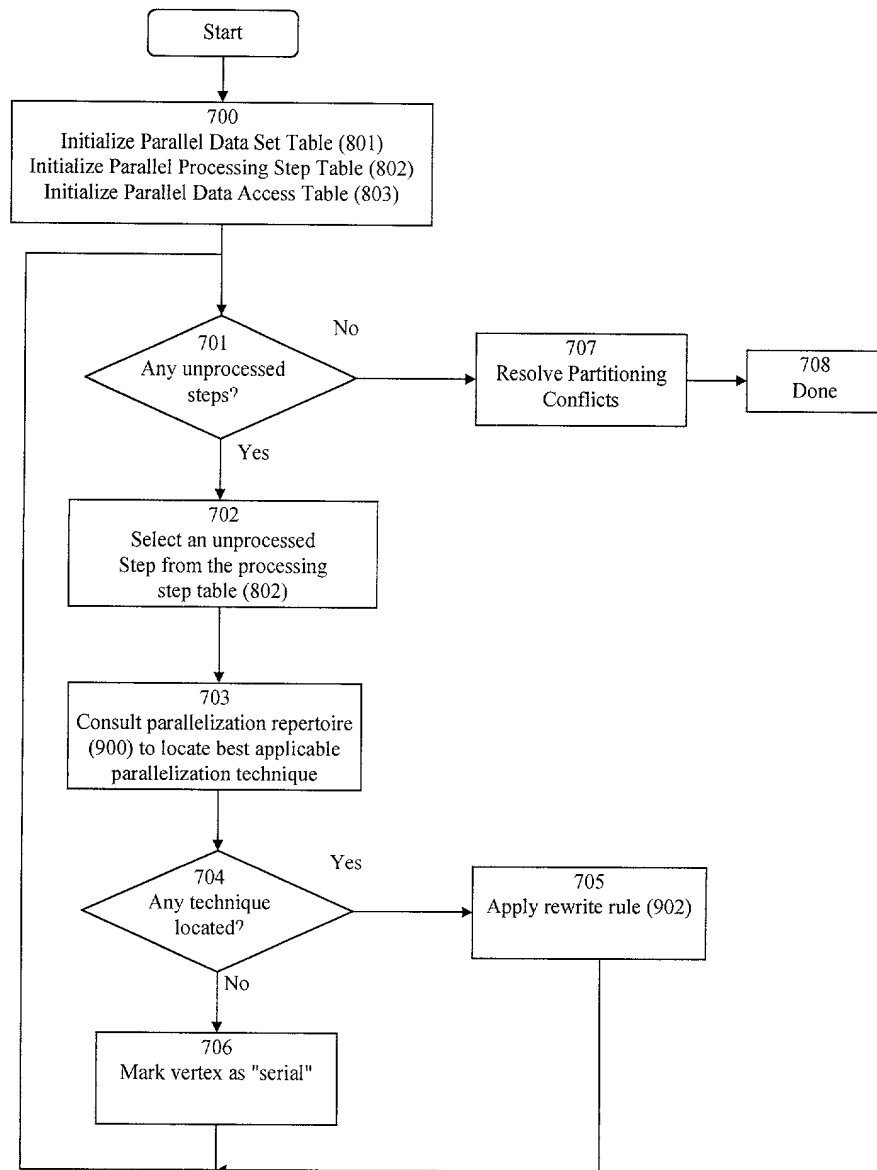 Start
700
Initialize Parallel Data Set Table (801)
Initialize Parallel Processing Step Table (802)
Initialize Parallel Data Access Table (803)
701
Any unprocessed
steps?
No
Yes
707
Resolve Partitioning
Conflicts
708
Done
702
Select an unprocessed
Step from the processing
step table (802)
703
Consult parallelization repertoire
(900) to locate best applicable
parallelization technique
704
Any technique
located?
Yes
No
705
Apply rewrite rule (902)
706
Mark vertex as "serial"